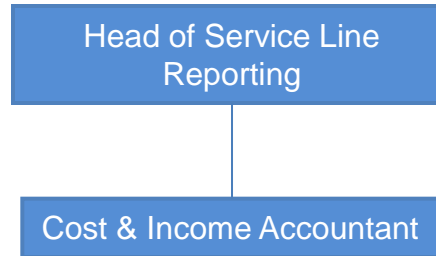 Head of Service Line
Reporting
Cost & Income Accountant